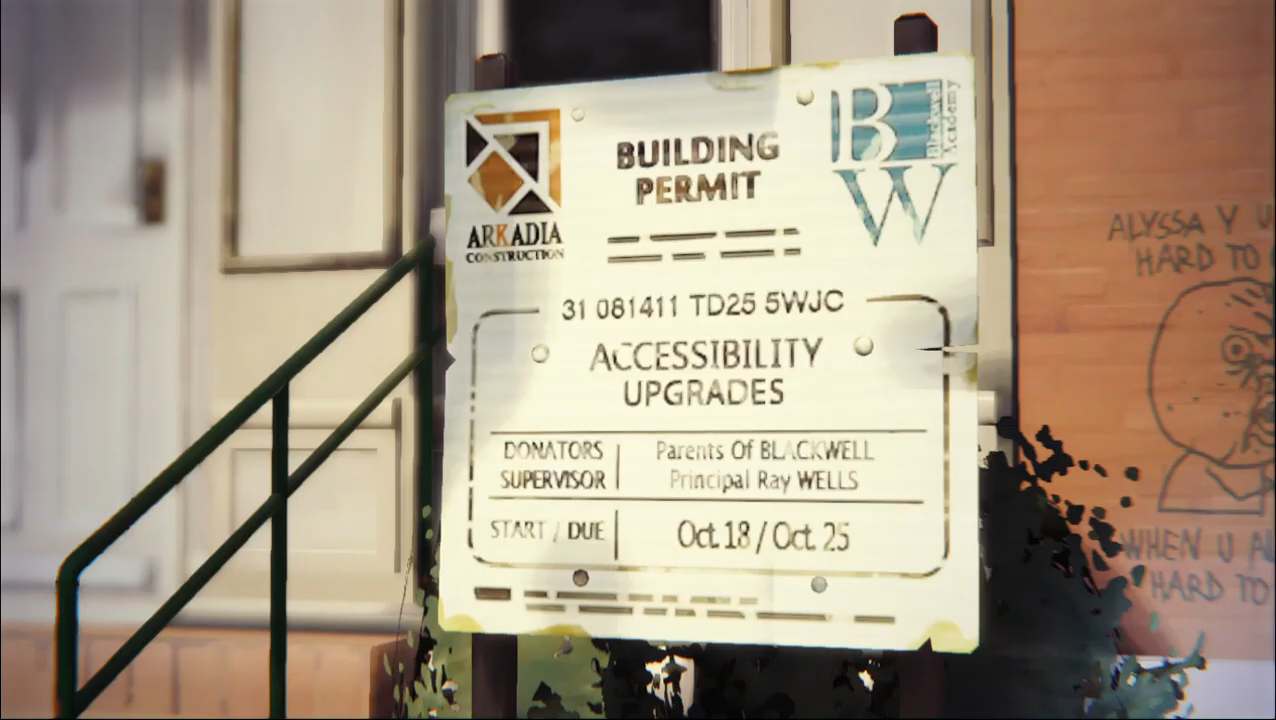 BUILDING
PERMIT
ARKADIA
CONSTRUCTION
B
W
Blackwell
Academy
31 081411 TD25 5WJC
ACCESSIBILITY
UPGRADES
DONATORS Parents Of BLACKWELL
SUPERVISOR Principal Ray WELLS
START / DUE Oct. 18 / Oct. 25
ALYSSA Y U
HARD TO
WHEN U
HARD TO